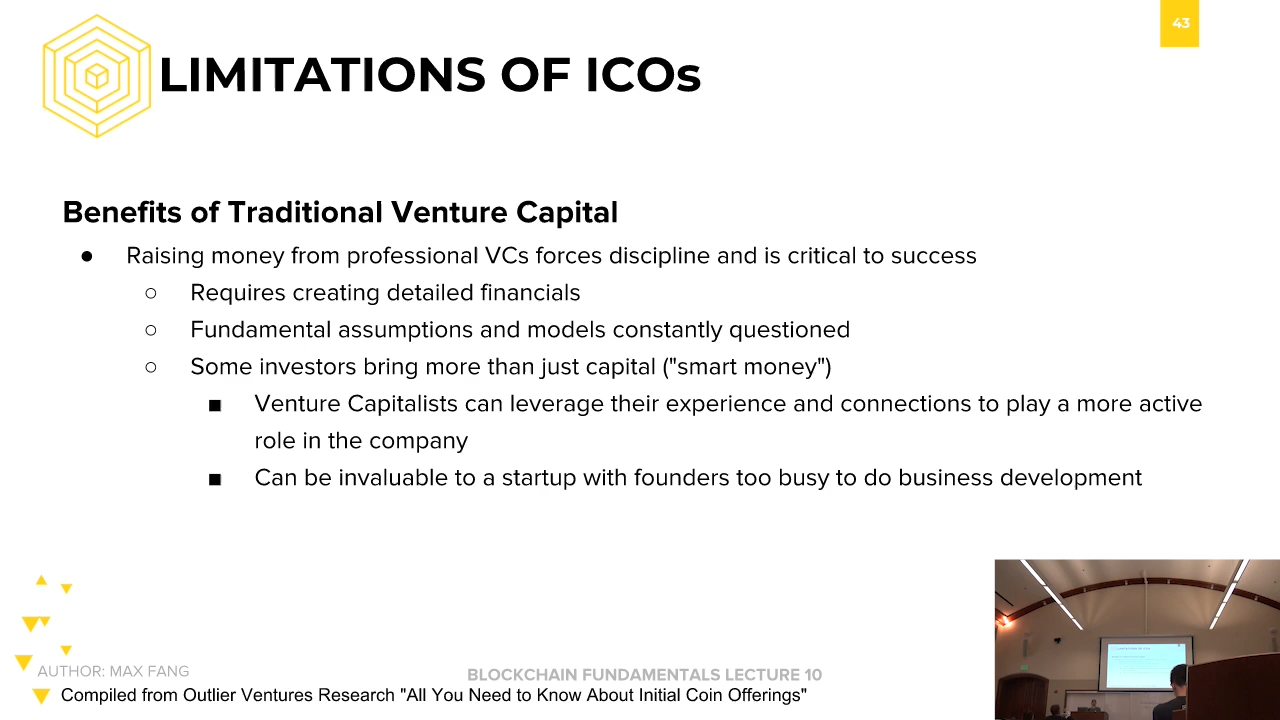 43
LIMITATIONS OF ICOs
Benefits of Traditional Venture Capital
● Raising money from professional VCs forces discipline and is critical to success
○ Requires creating detailed financials
○ Fundamental assumptions and models constantly questioned
○ Some investors bring more than just capital ("smart money")
■ Venture Capitalists can leverage their experience and connections to play a more active
role in the company
■ Can be invaluable to a startup with founders too busy to do business development
AUTHOR: MAX FANG
BLOCKCHAIN FUNDAMENTALS LECTURE 10
Compiled from Outlier Ventures Research "All You Need to Know About Initial Coin Offerings"